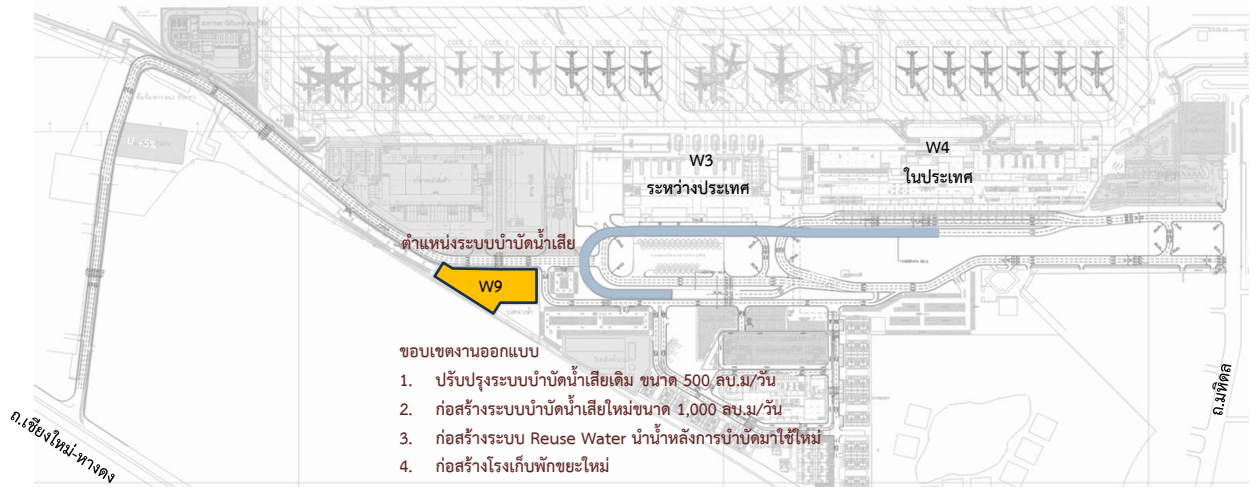 CODE E CODE E CODE C CODE C CODE C
APRON SERVICE ROAD
U +5%
W3
ระหว่างประเทศ
W4
ในประเทศ
ตำแหน่งระบบบำบัดน้ำเสีย
W9
ขอบเขตงานออกแบบ
1. ปรับปรุงระบบบำบัดน้ำเสียเดิม ขนาด 500 ลบ.ม/วัน
2. ก่อสร้างระบบบำบัดน้ำเสียใหม่ขนาด 1,000 ลบ.ม/วัน
3. ก่อสร้างระบบ Reuse Water นำน้ำหลังการบำบัดมาใช้ใหม่
4. ก่อสร้างโรงเก็บพักขยะใหม่
ถ.เชียงใหม่-หางดง
ถ.มหิดล